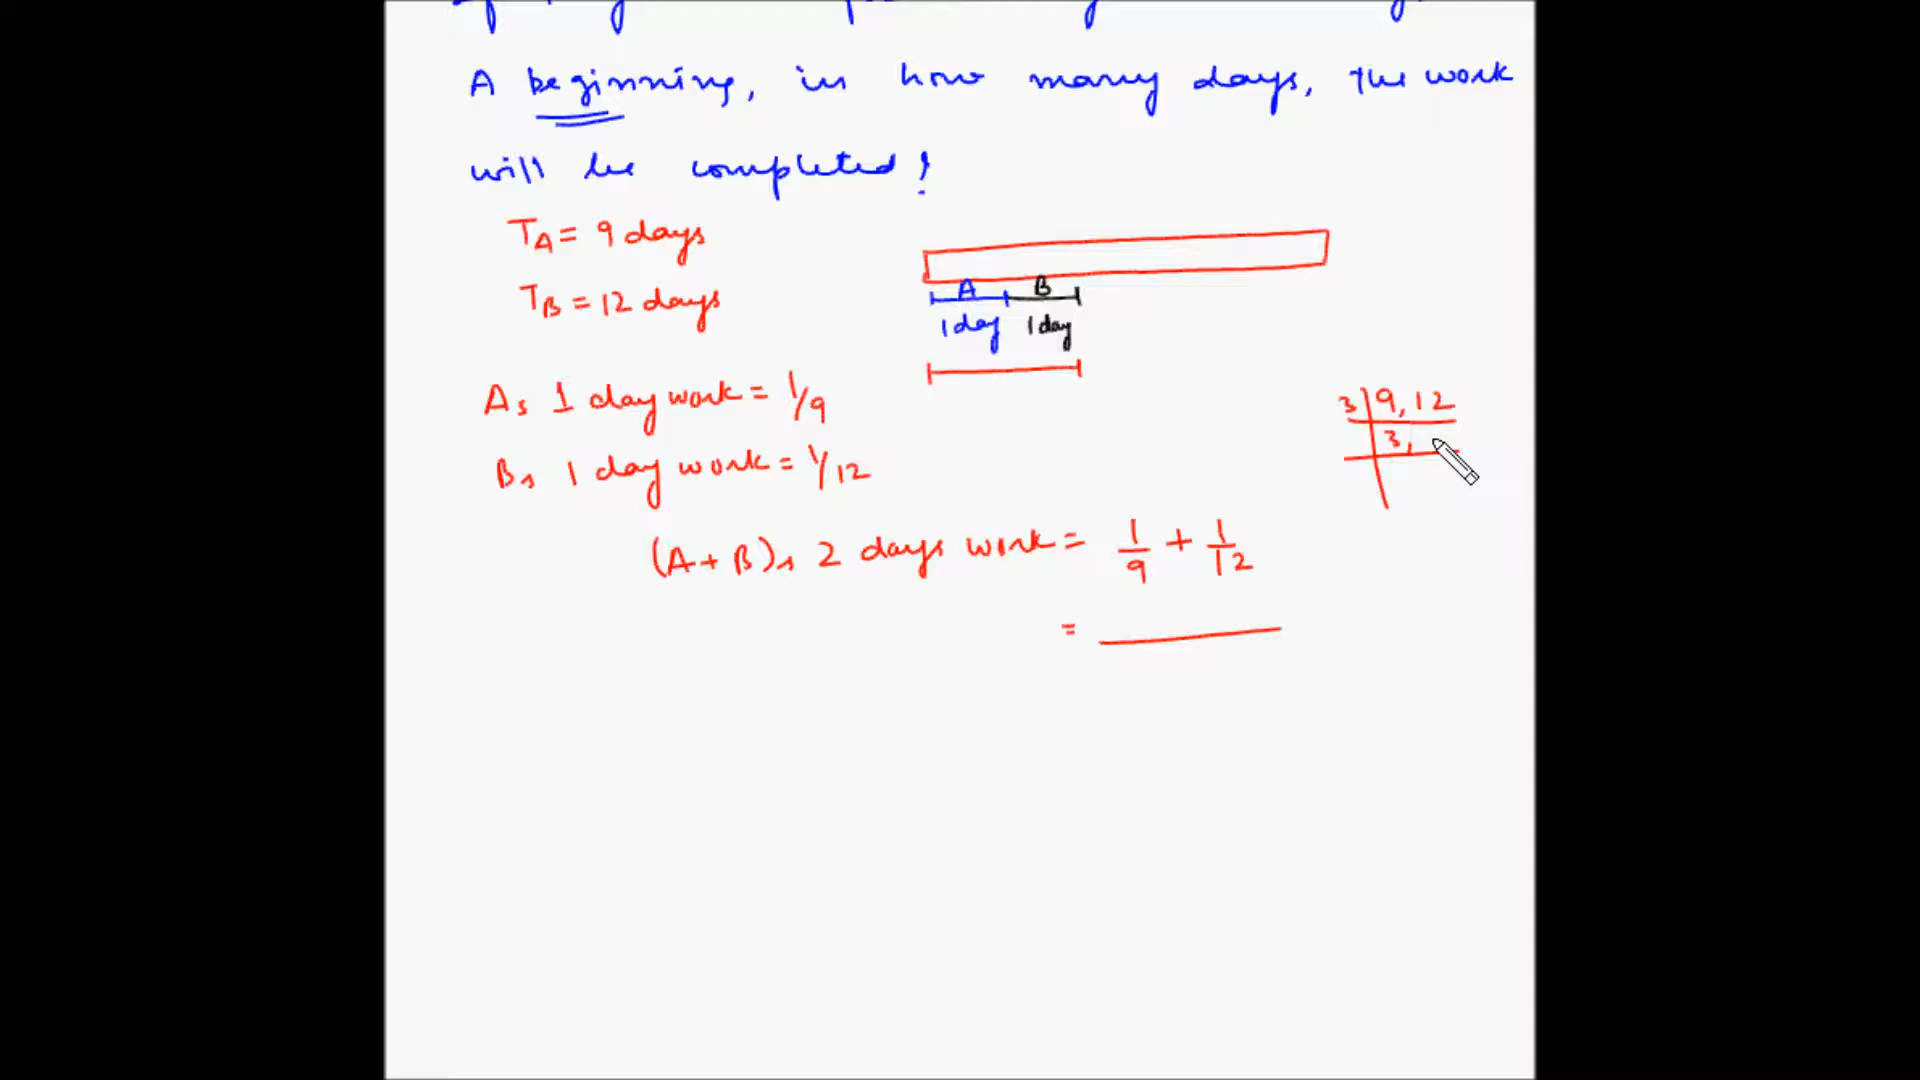 A beginning, in how many days, the work
will be completed?
TA = 9 days
TB = 12 days
A B
1 day 1 day
As 1 day work = 1/9
Bs 1 day work = 1/12
3 | 9, 12
3,
(A + B)s 2 days work = 1/9 + 1/12
=